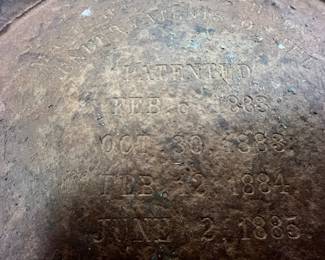 PATENTED
FEB. 6 1883
OCT. 30 1883
FEB. 12 1884
JUNE 2, 1885